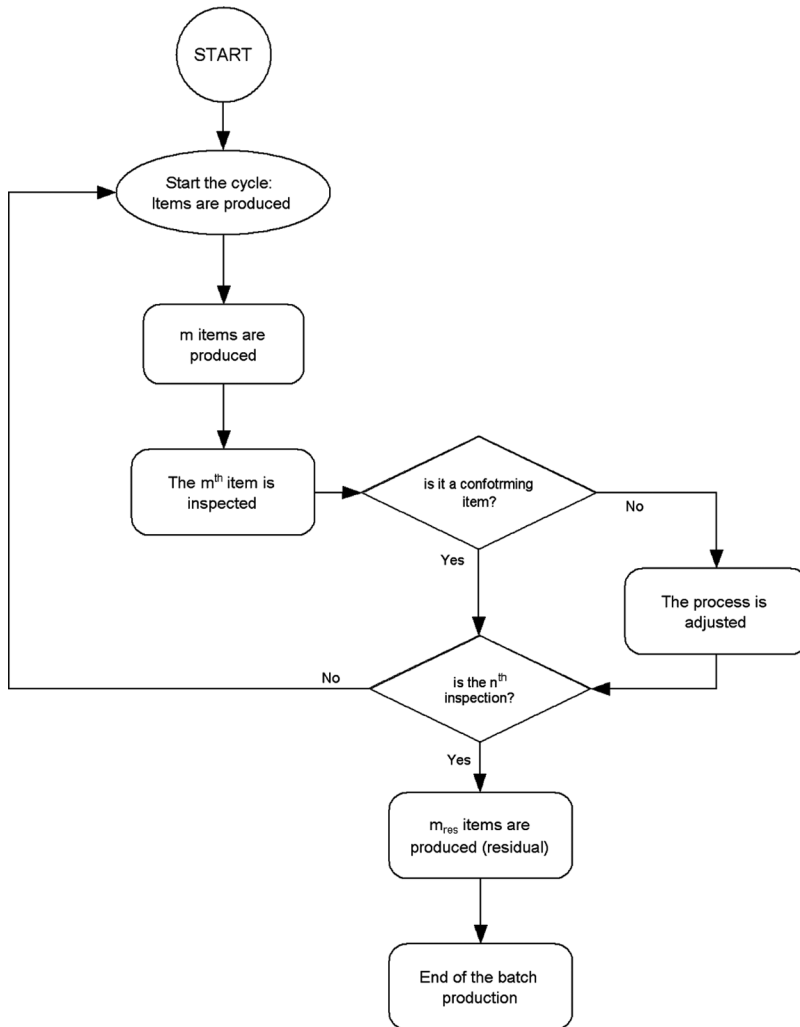 START
Start the cycle:
Items are produced
m items are
produced
The mth item is
inspected
is it a confotrming
item?
No
Yes
The process is
adjusted
is the nth
inspection?
No
Yes
mres items are
produced (residual)
End of the batch
production